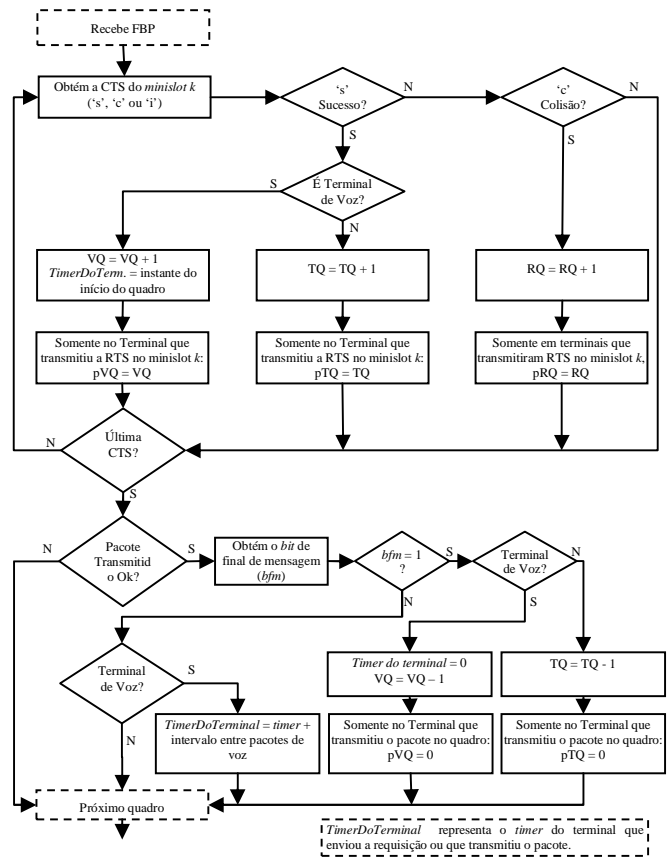 Recebe FBP
Obtém a CTS do minislot k
(‘s’, ‘c’ ou ‘i’)
‘s’
Sucesso?
N
‘c’
Colisão?
N
S
S
S
É Terminal
de Voz?
N
VQ = VQ + 1
TimerDoTerm. = instante do
início do quadro
TQ = TQ + 1
RQ = RQ + 1
Somente no Terminal que
transmitiu a RTS no minislot k:
pVQ = VQ
Somente no Terminal que
transmitiu a RTS no minislot k:
pTQ = TQ
Somente em terminais que
transmitiram RTS no minislot k,
pRQ = RQ
N
Última
CTS?
S
N
Pacote
Transmitid
o Ok?
S
Obtém o bit de
final de mensagem
(bfm)
bfm = 1
?
S
N
Terminal
de Voz?
N
S
Terminal
de Voz?
S
N
Timer do terminal = 0
VQ = VQ – 1
TQ = TQ - 1
TimerDoTerminal = timer +
intervalo entre pacotes de
voz
Somente no Terminal que
transmitiu o pacote no quadro:
pVQ = 0
Somente no Terminal que
transmitiu o pacote no quadro:
pTQ = 0
Próximo quadro
TimerDoTerminal representa o timer do terminal que
enviou a requisição ou que transmitiu o pacote.